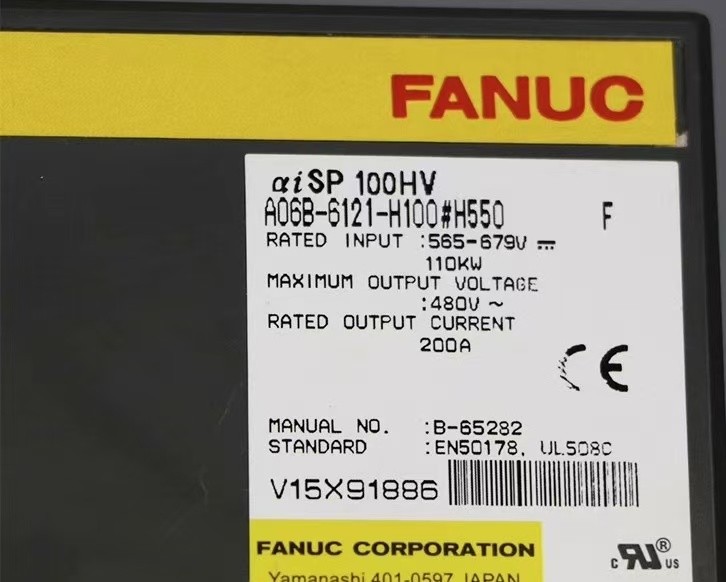 FANUC
αiSP 100HV
A06B-6121-H100#H550 F
RATED INPUT :565-679V ⎓
110KW
MAXIMUM OUTPUT VOLTAGE
:480V ~
RATED OUTPUT CURRENT
200A
CE
MANUAL NO. :B-65282
STANDARD :EN50178, UL508C
V15X91886
FANUC CORPORATION
c RU ® US
Yamanashi 401-0597 JAPAN